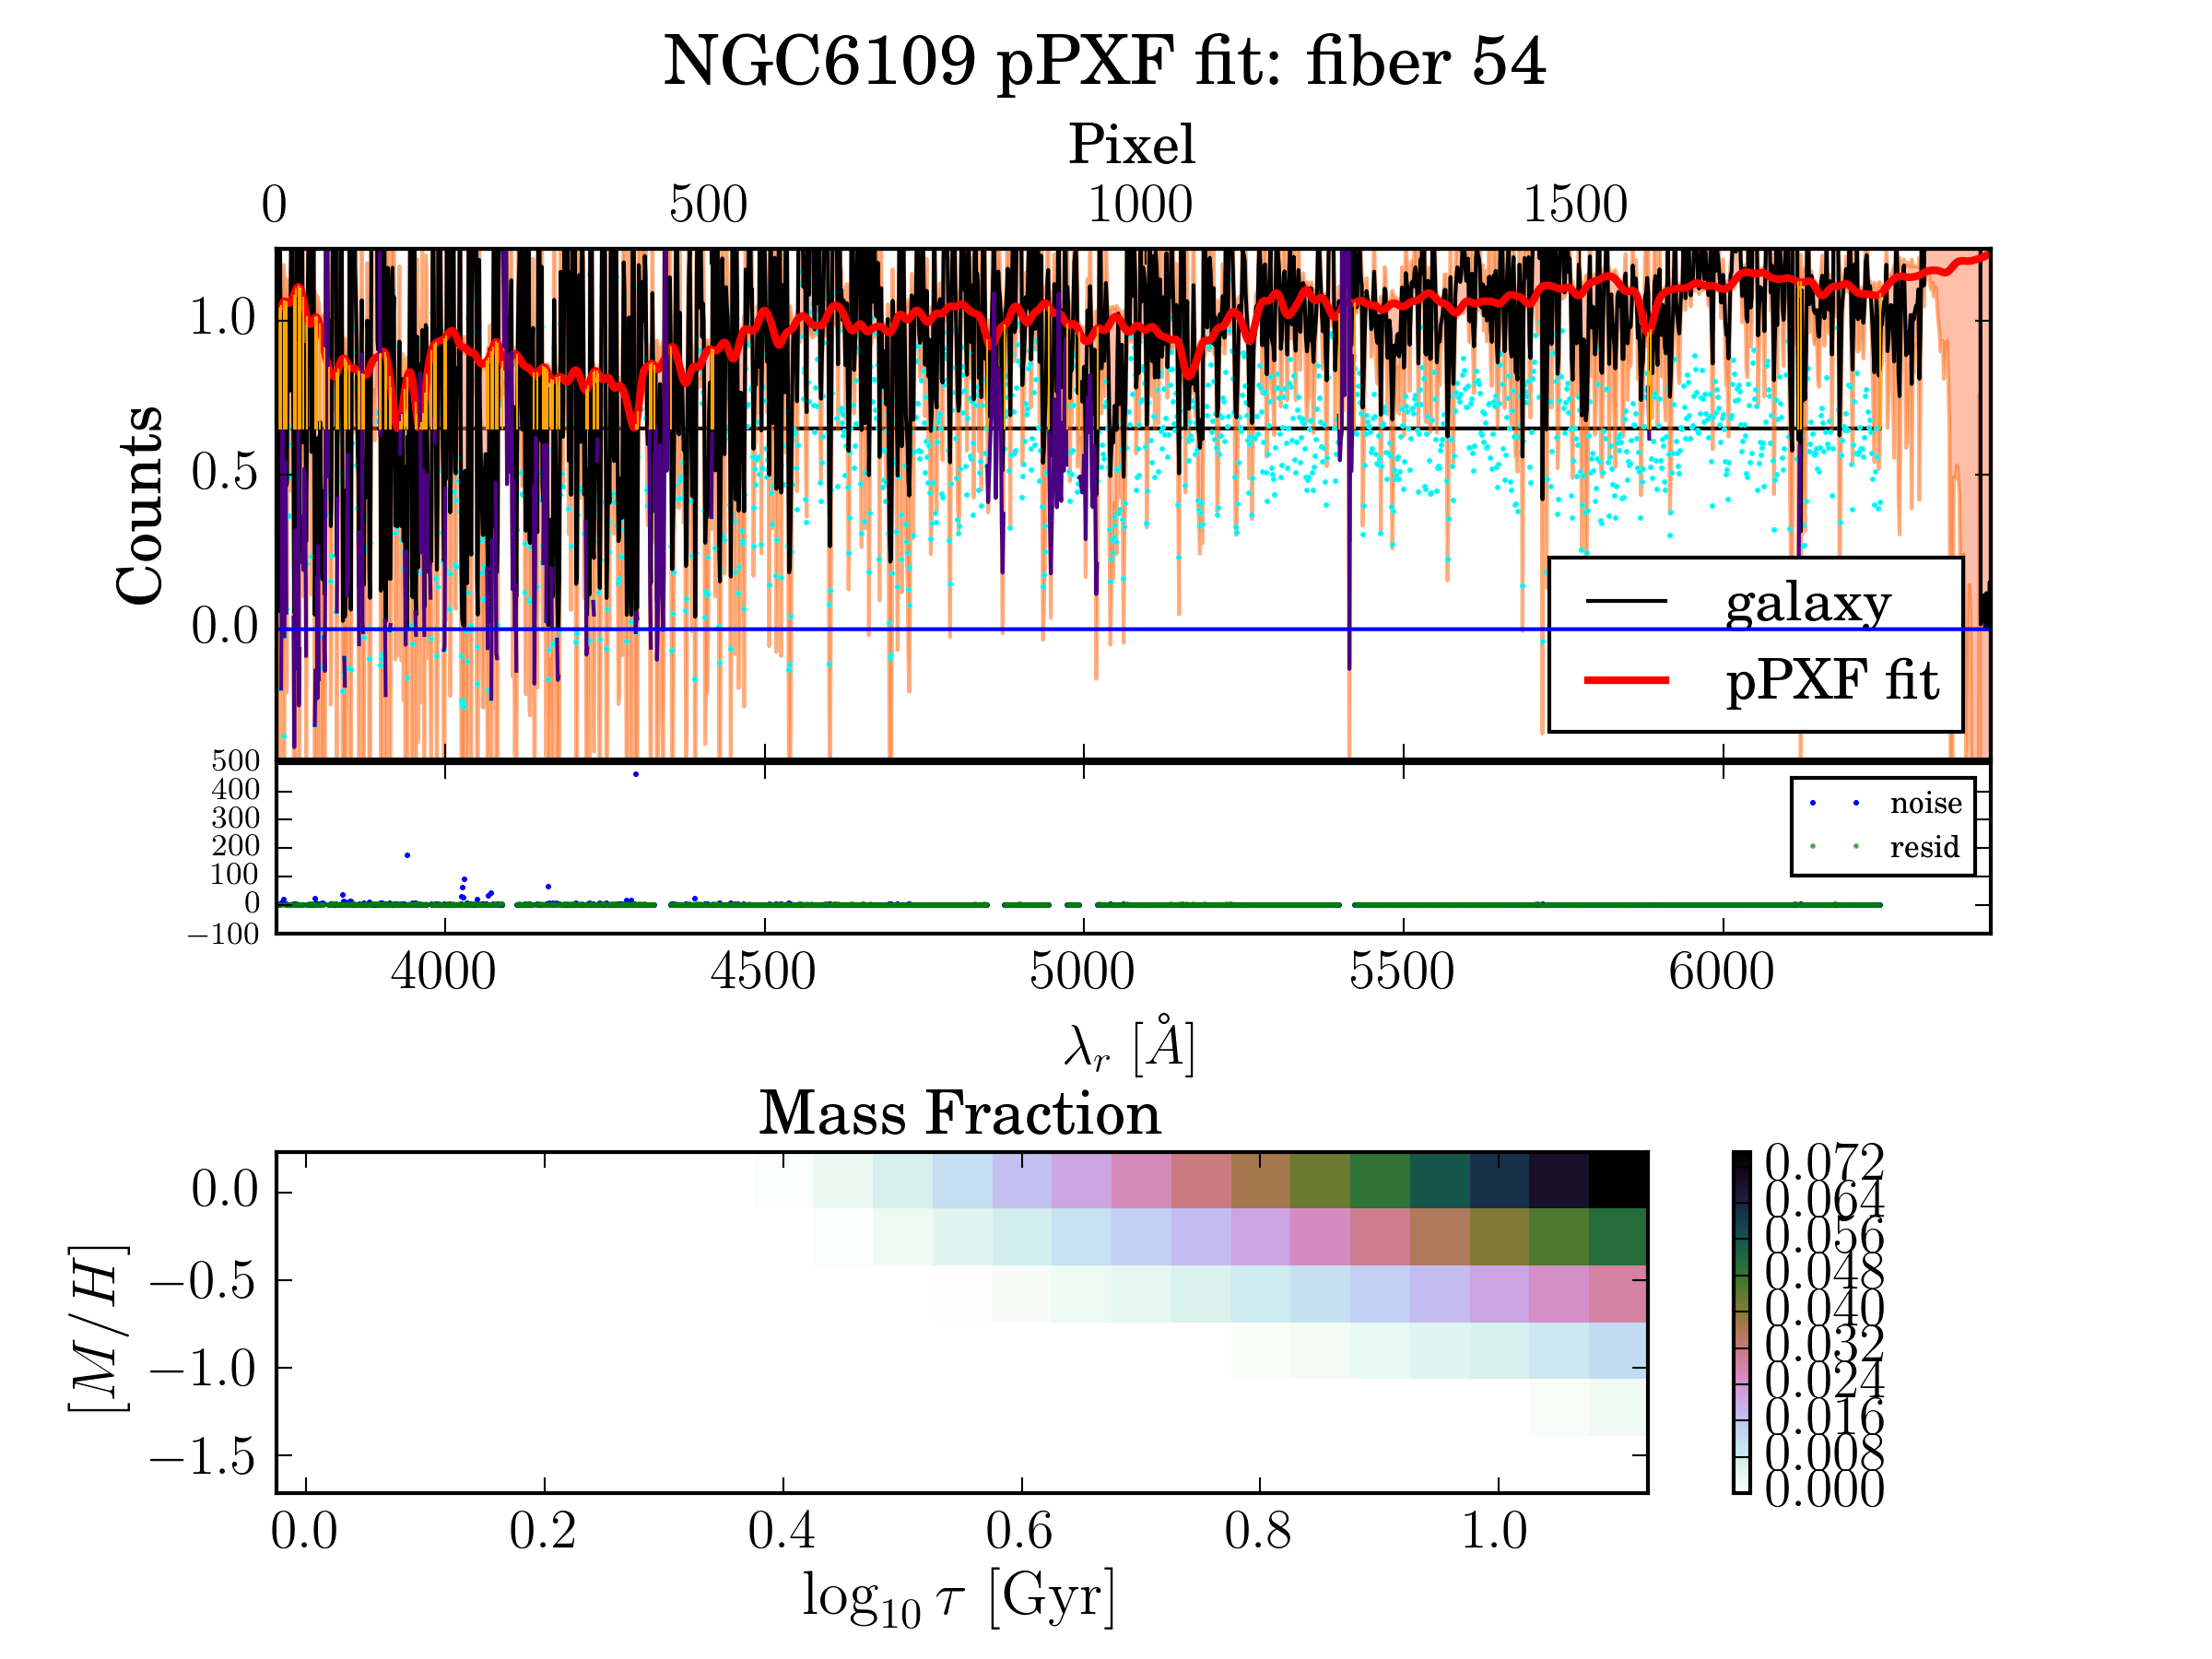 NGC6109 pPXF fit: fiber 54
Pixel
0 500 1000 1500
Counts
1.0
0.5
0.0
galaxy
pPXF fit
500
400
300
200
100
0
−100
noise
resid
4000 4500 5000 5500 6000
λr [Å]
Mass Fraction
[M/H]
0.0
−0.5
−1.0
−1.5
0.0 0.2 0.4 0.6 0.8 1.0
log10 τ [Gyr]
0.072
0.064
0.056
0.048
0.040
0.032
0.024
0.016
0.008
0.000